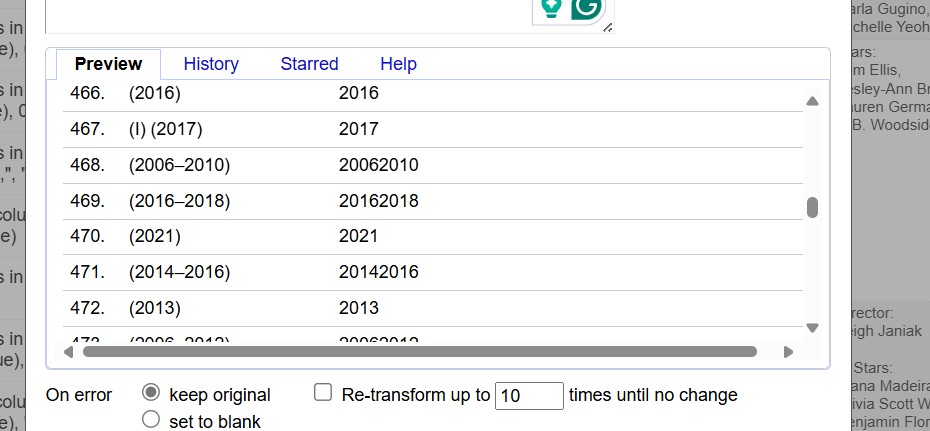 arla Gugino,
s in
chelle Yeoh
e),
ars:
Preview History Starred Help
m Ellis,
466. (2016) 2016
s in
esley-Ann Br
), 0
uren Germa
467. (I) (2017) 2017
B. Woodsid
s in
468. (2006–2010) 20062010
,", "
469. (2016–2018) 20162018
colu
e)
470. (2021) 2021
s in
471. (2014–2016) 20142016
472. (2013) 2013
rector:
eigh Janiak
s in
473. (2006–2012) 20062012
ue),
Stars:
On error keep original Re-transform up to 10 times until no change
ana Madeira
colu
ivia Scott W
set to blank
e),
enjamin Flor